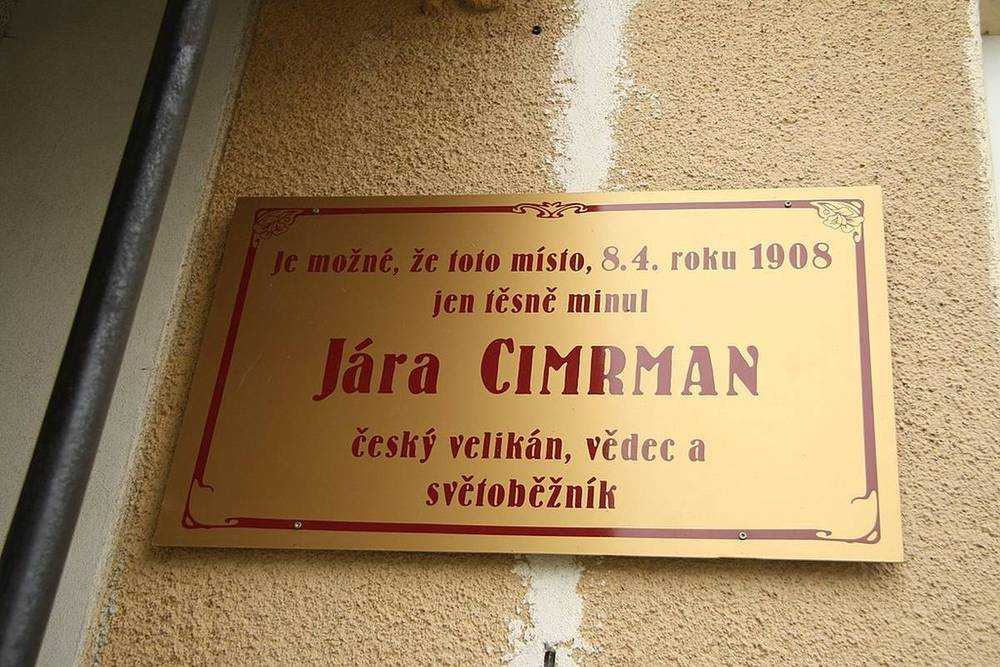 Je možné, že toto místo, 8.4. roku 1908
jen těsně minul
Jára CIMRMAN
český velikán, vědec a
světoběžník